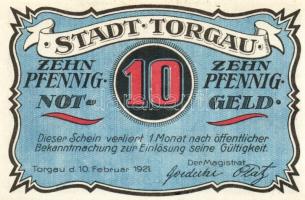 · STADT · TORGAU ·
ZEHN 10 ZEHN
PFENNIG · PFENNIG ·
NOT= GELD ·
Dieser Schein verliert 1 Monat nach öffentlicher
Bekanntmachung zur Einlösung seine Gültigkeit.
Torgau d. 10. Februar 1921. Der Magistrat